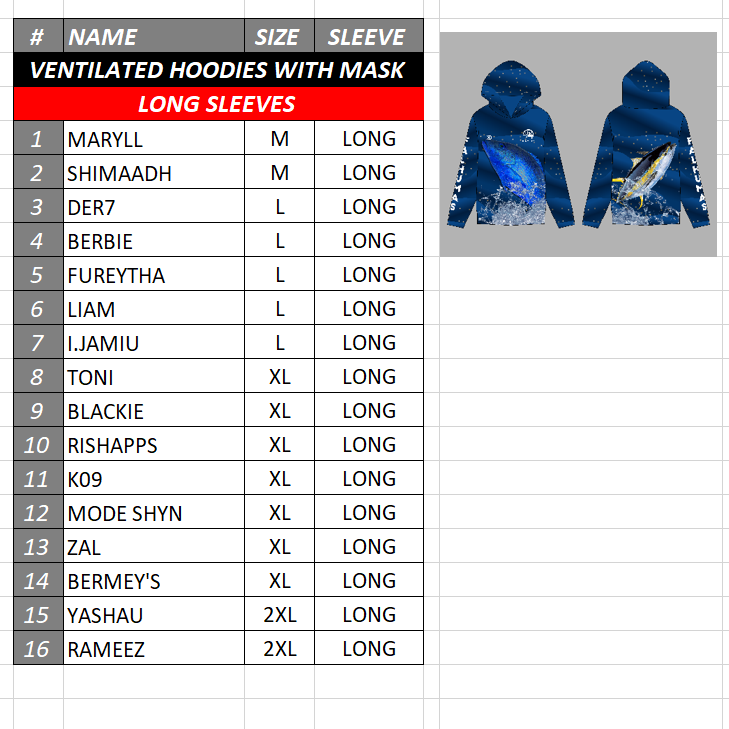 # NAME SIZE SLEEVE
VENTILATED HOODIES WITH MASK
LONG SLEEVES
1 MARYLL M LONG
2 SHIMAADH M LONG
3 DER7 L LONG
4 BERBIE L LONG
5 FUREYTHA L LONG
6 LIAM L LONG
7 I.JAMIU L LONG
8 TONI XL LONG
9 BLACKIE XL LONG
10 RISHAPPS XL LONG
11 K09 XL LONG
12 MODE SHYN XL LONG
13 ZAL XL LONG
14 BERMEY'S XL LONG
15 YASHAU 2XL LONG
16 RAMEEZ 2XL LONG